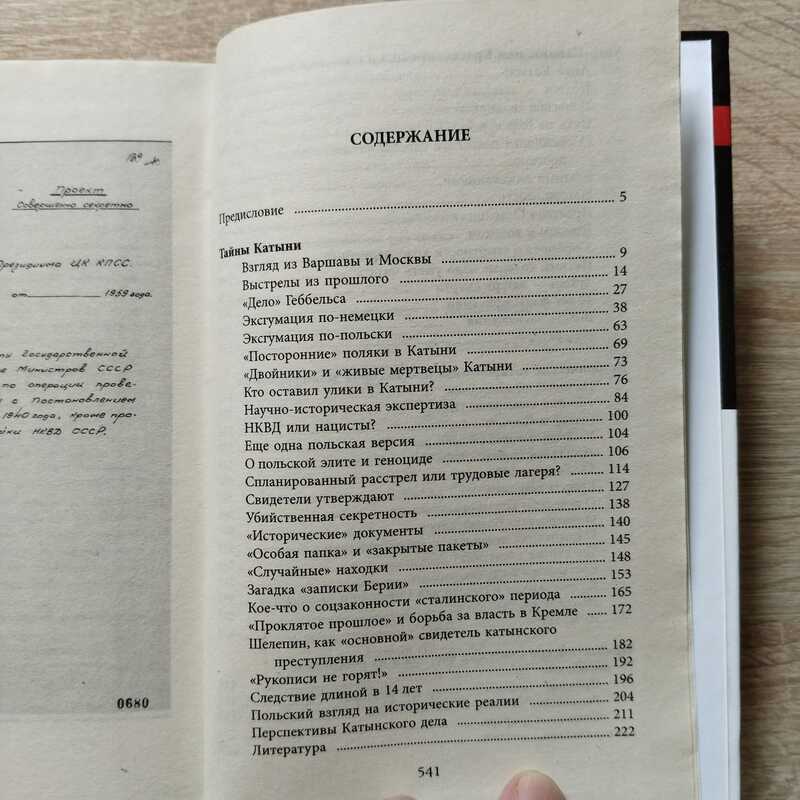 Проект
Совершенно секретно
Президиума ЦК КПСС.
от 1959 года.
Государственной
Министров СССР
по операции прове-
с Постановлением
1940 года, кроме про-
НКВД СССР.
0680
СОДЕРЖАНИЕ
Предисловие ........ 5
Тайны Катыни
Взгляд из Варшавы и Москвы ........ 9
Выстрелы из прошлого ........ 14
«Дело» Геббельса ........ 27
Эксгумация по-немецки ........ 38
Эксгумация по-польски ........ 63
«Посторонние» поляки в Катыни ........ 69
«Двойники» и «живые мертвецы» Катыни ........ 73
Кто оставил улики в Катыни? ........ 76
Научно-историческая экспертиза ........ 84
НКВД или нацисты? ........ 100
Еще одна польская версия ........ 104
О польской элите и геноциде ........ 106
Спланированный расстрел или трудовые лагеря? ........ 114
Свидетели утверждают ........ 127
Убийственная секретность ........ 138
«Исторические» документы ........ 140
«Особая папка» и «закрытые пакеты» ........ 145
«Случайные» находки ........ 148
Загадка «записки Берии» ........ 153
Кое-что о соцзаконности «сталинского» периода ........ 165
«Проклятое прошлое» и борьба за власть в Кремле ...... 172
Шелепин, как «основной» свидетель катынского
преступления ........ 182
«Рукописи не горят!» ........ 192
Следствие длиной в 14 лет ........ 196
Польский взгляд на исторические реалии ........ 204
Перспективы Катынского дела ........ 211
Литература ........ 222
541